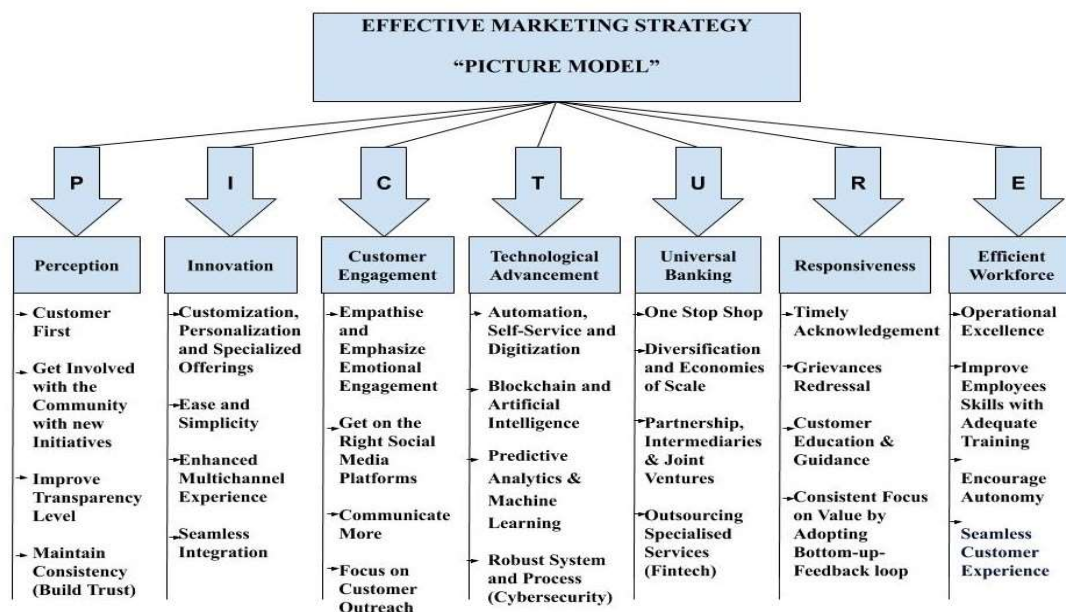 EFFECTIVE MARKETING STRATEGY
“PICTURE MODEL”
P
I
C
T
U
R
E
Perception
Innovation
Customer
Engagement
Technological
Advancement
Universal
Banking
Responsiveness
Efficient
Workforce
Customer
First
Get Involved
with the
Community
with new
Initiatives
Improve
Transparency
Level
Maintain
Consistency
(Build Trust)
Customization,
Personalization
and Specialized
Offerings
Ease and
Simplicity
Enhanced
Multichannel
Experience
Seamless
Integration
Empathise
and
Emphasize
Emotional
Engagement
Get on the
Right Social
Media
Platforms
Communicate
More
Focus on
Customer
Outreach
Automation,
Self-Service and
Digitization
Blockchain and
Artificial
Intelligence
Predictive
Analytics &
Machine
Learning
Robust System
and Process
(Cybersecurity)
One Stop Shop
Diversification
and Economies
of Scale
Partnership,
Intermediaries
& Joint
Ventures
Outsourcing
Specialised
Services
(Fintech)
Timely
Acknowledgement
Grievances
Redressal
Customer
Education &
Guidance
Consistent Focus
on Value by
Adopting
Bottom-up-
Feedback loop
Operational
Excellence
Improve
Employees
Skills with
Adequate
Training
Encourage
Autonomy
Seamless
Customer
Experience